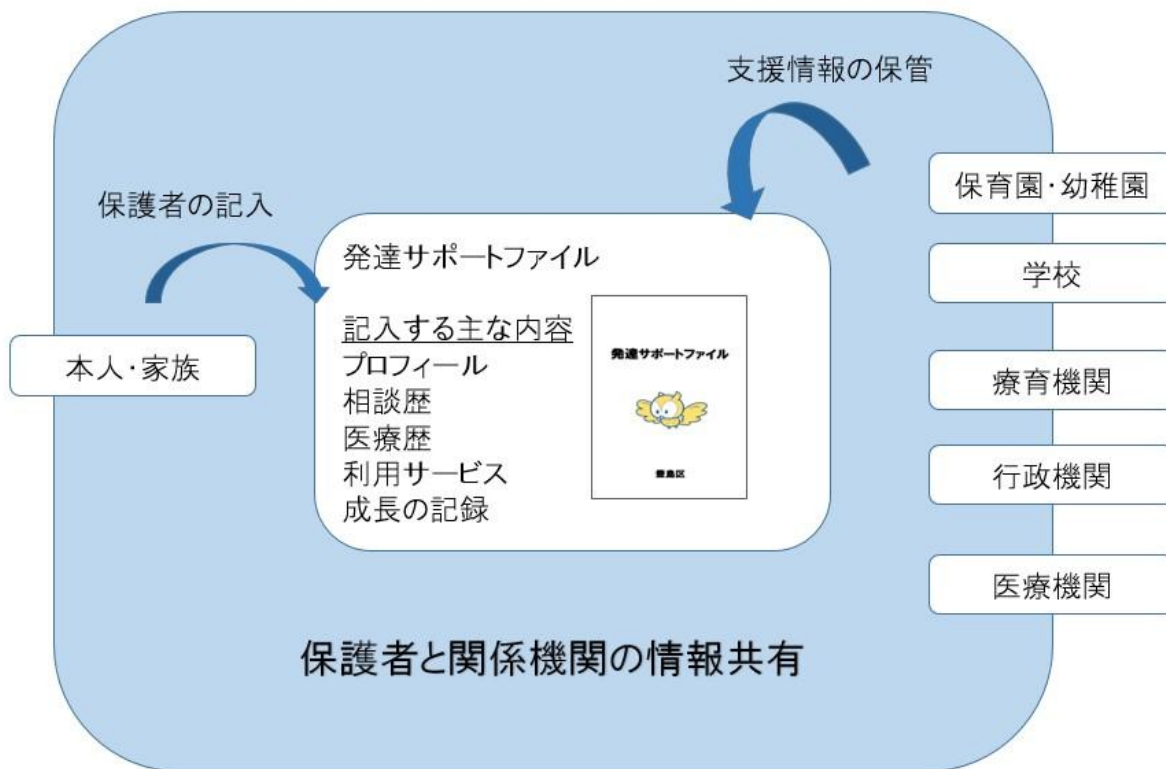 支援情報の保管
保護者の記入
本人・家族
発達サポートファイル
記入する主な内容
プロフィール
相談歴
医療歴
利用サービス
成長の記録
発達サポートファイル
豊島区
保育園・幼稚園
学校
療育機関
行政機関
医療機関
保護者と関係機関の情報共有